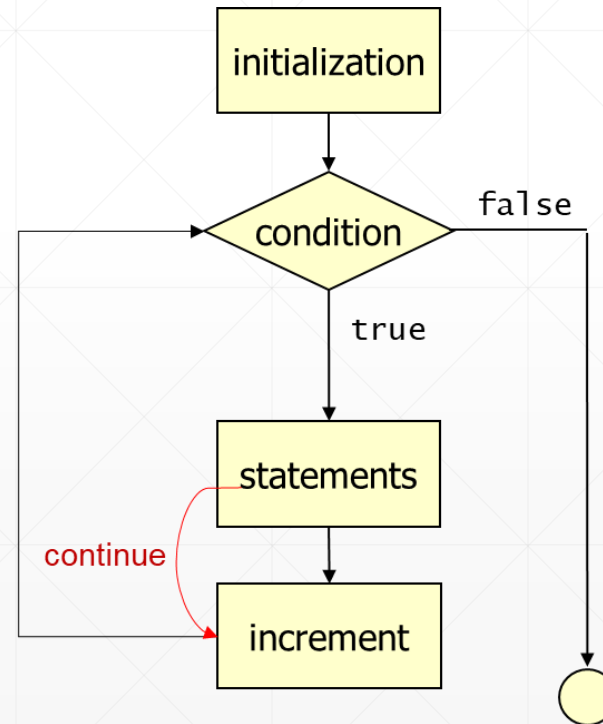 initialization
condition
false
true
statements
continue
increment